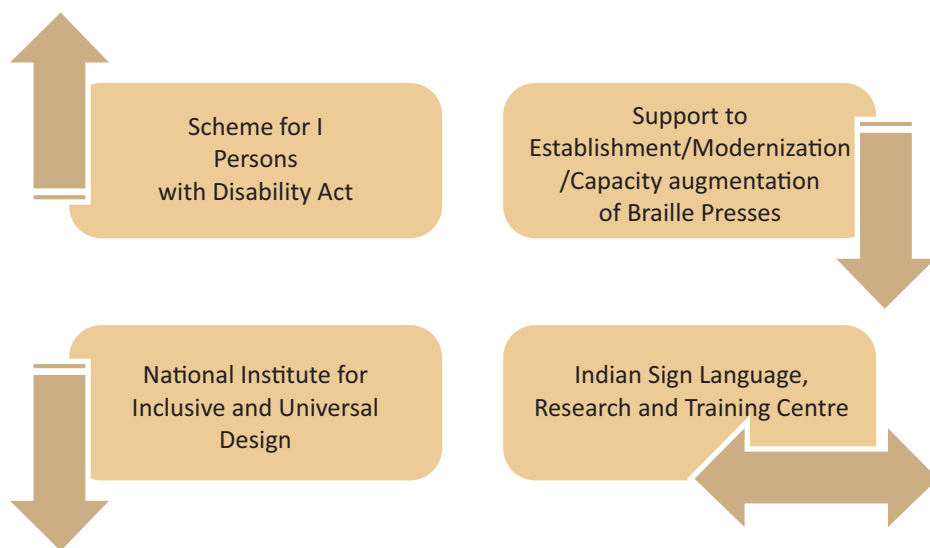 Scheme for I
Persons
with Disability Act
Support to
Establishment/Modernization
/Capacity augmentation
of Braille Presses
National Institute for
Inclusive and Universal
Design
Indian Sign Language,
Research and Training Centre